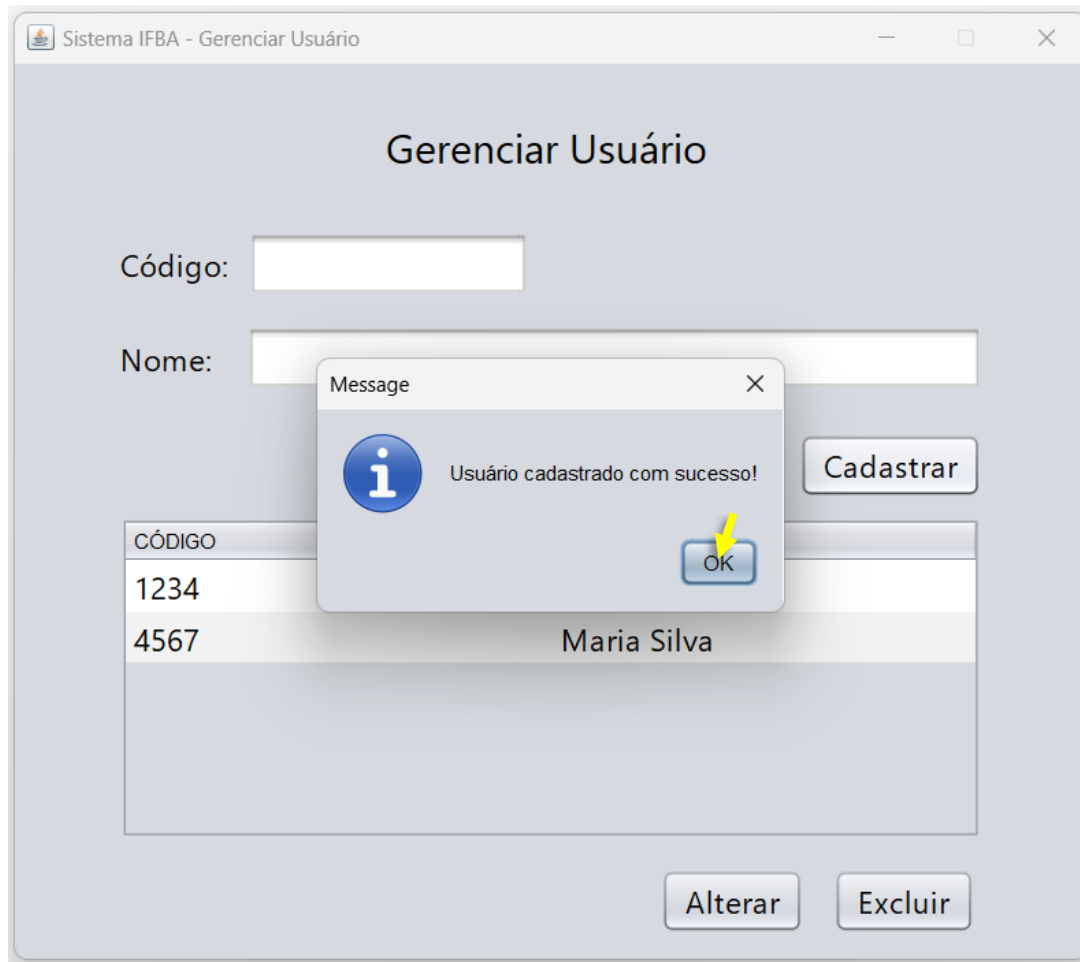 Sistema IFBA - Gerenciar Usuário
Gerenciar Usuário
Código:
Nome:
Message
Usuário cadastrado com sucesso!
OK
Cadastrar
CÓDIGO
1234
4567 Maria Silva
Alterar Excluir